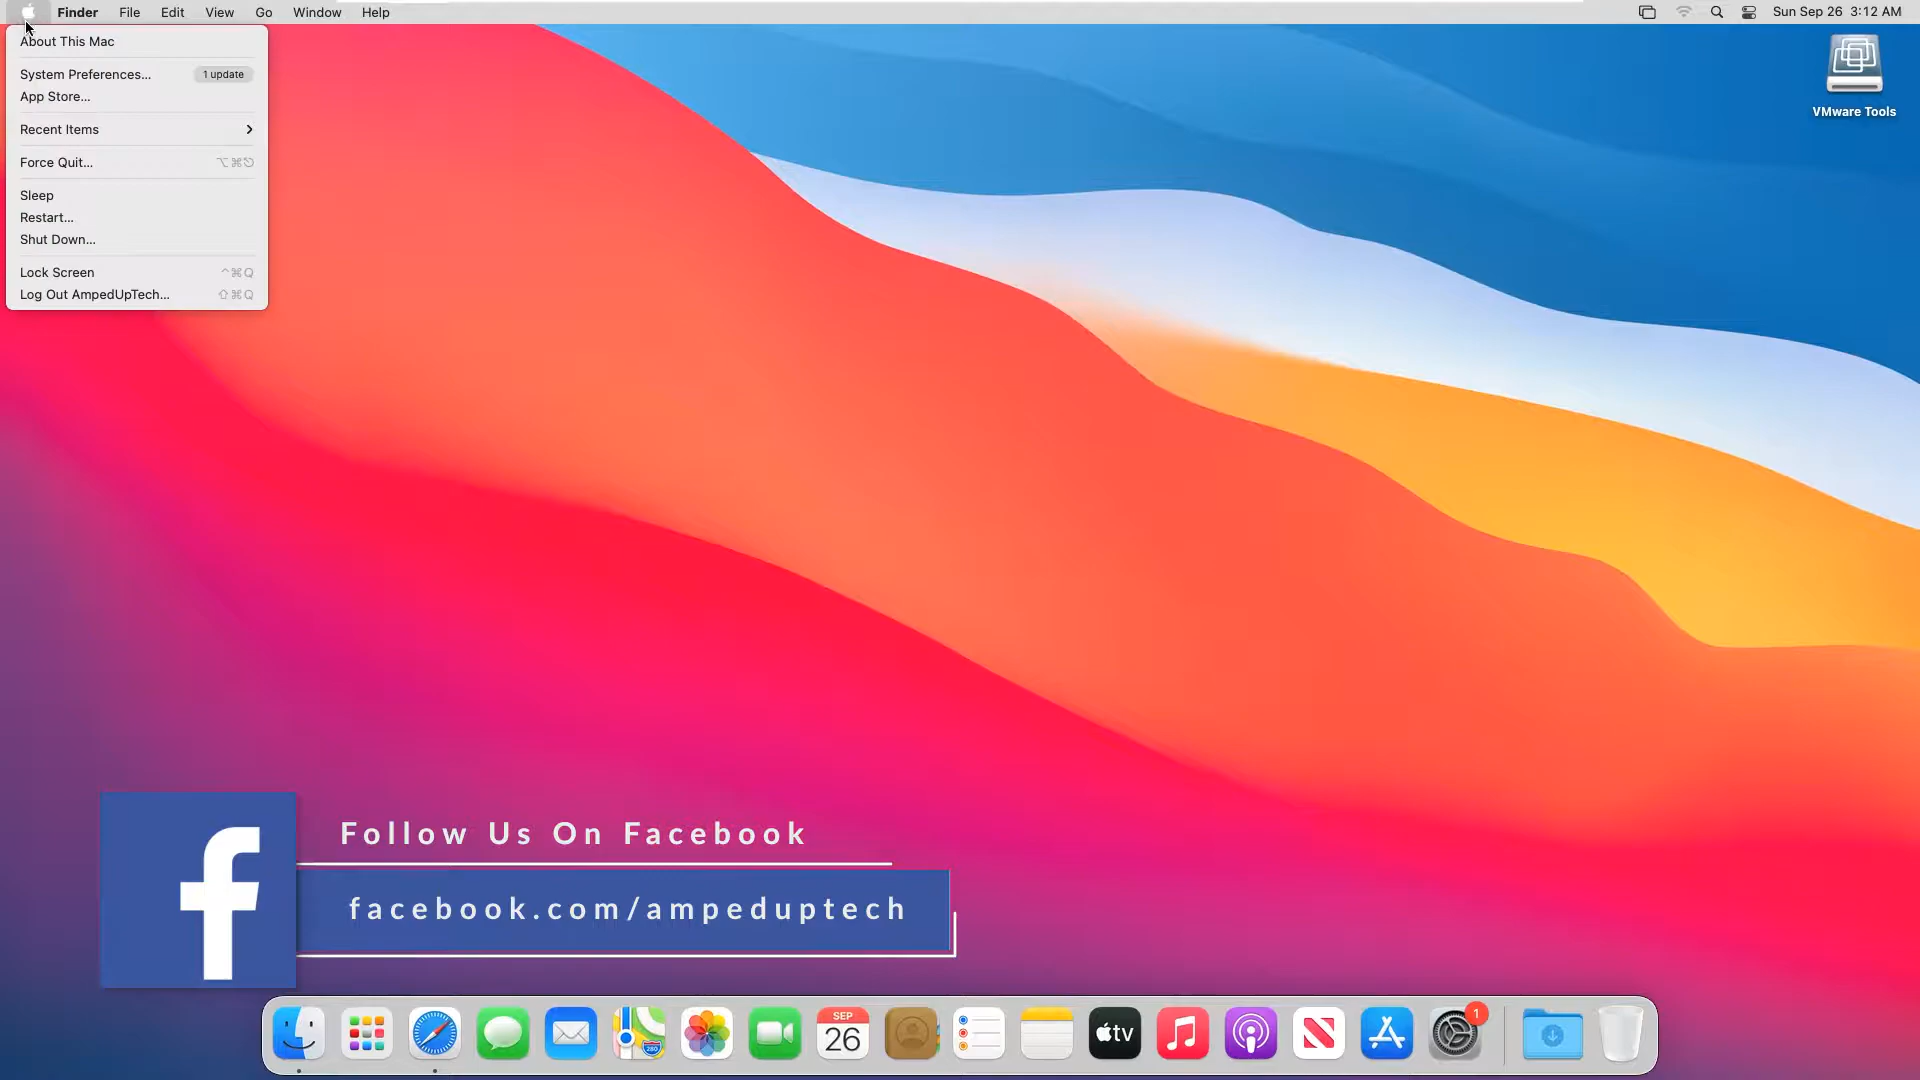 Finder File Edit View Go Window Help Sun Sep 26 3:12 AM
About This Mac
System Preferences... 1 update
App Store...
Recent Items
Force Quit... ⌥⌘⎋
Sleep
Restart...
Shut Down...
Lock Screen ^⌘Q
Log Out AmpedUpTech... ⇧⌘Q
VMware Tools
Follow Us On Facebook
facebook.com/ampeduptech
SEP
26
280
tv
1